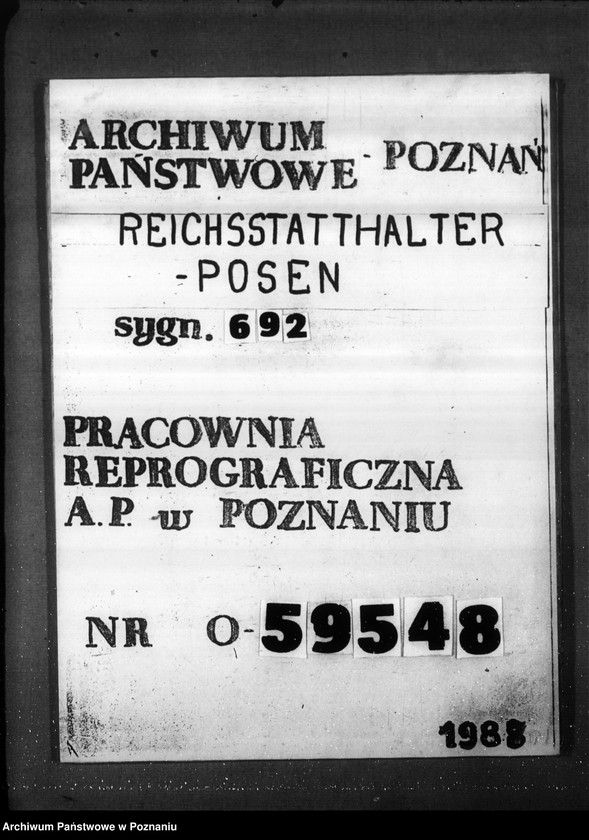 ARCHIWUM
PAŃSTWOWE - POZNAŃ
REICHSSTATTHALTER
-POSEN
sygn. 692
PRACOWNIA
REPROGRAFICZNA
A.P. w POZNANIU
NR O-59548
1988
Archiwum Państwowe w Poznaniu